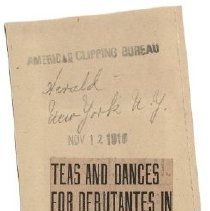 AMERICAN CLIPPING BUREAU
Herald -
New York N.Y.
NOV 12 1916
TEAS AND DANCES
FOR DEBUTANTES IN